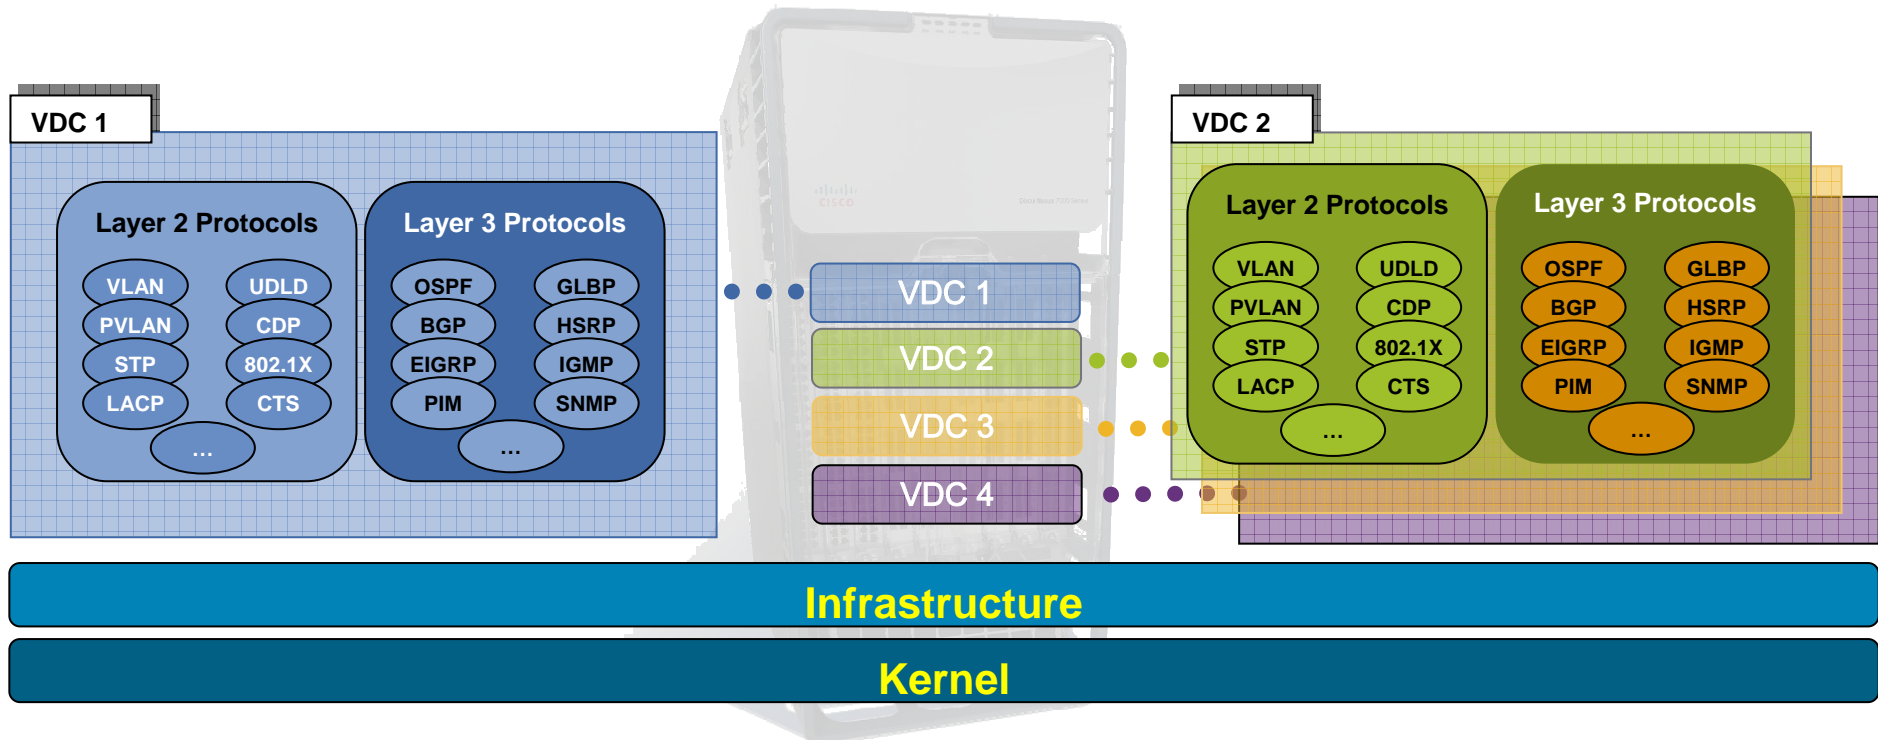 VDC 1
Layer 2 Protocols
VLAN
UDLD
PVLAN
CDP
STP
802.1X
LACP
CTS
...
Layer 3 Protocols
OSPF
GLBP
BGP
HSRP
EIGRP
IGMP
PIM
SNMP
...
CISCO
VDC 1
VDC 2
VDC 3
VDC 4
VDC 2
Layer 2 Protocols
VLAN
UDLD
PVLAN
CDP
STP
802.1X
LACP
CTS
...
Layer 3 Protocols
OSPF
GLBP
BGP
HSRP
EIGRP
IGMP
PIM
SNMP
...
Infrastructure
Kernel